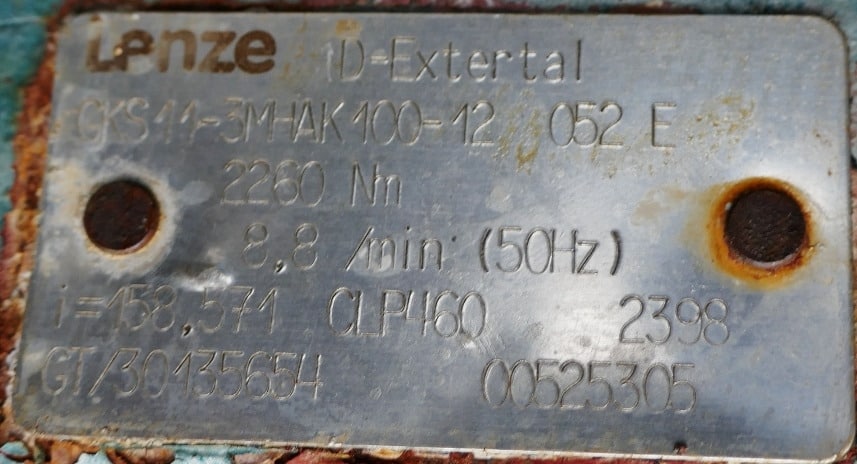 Lenze D-Extertal
GKS11-3MHAK100-12 052 E
2260 Nm
8,8 /min (50Hz)
i=158,571 CLP460 2398
GT/30135654 00525305